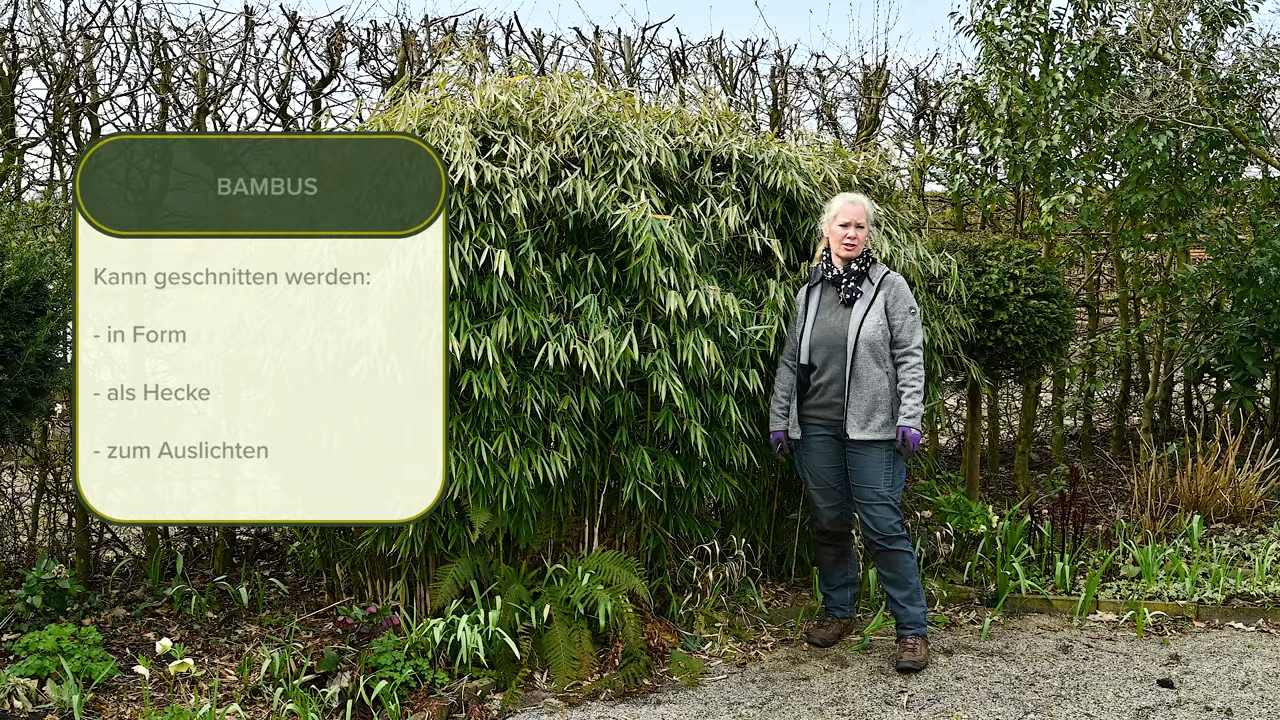 BAMBUS
Kann geschnitten werden:
- in Form
- als Hecke
- zum Auslichten